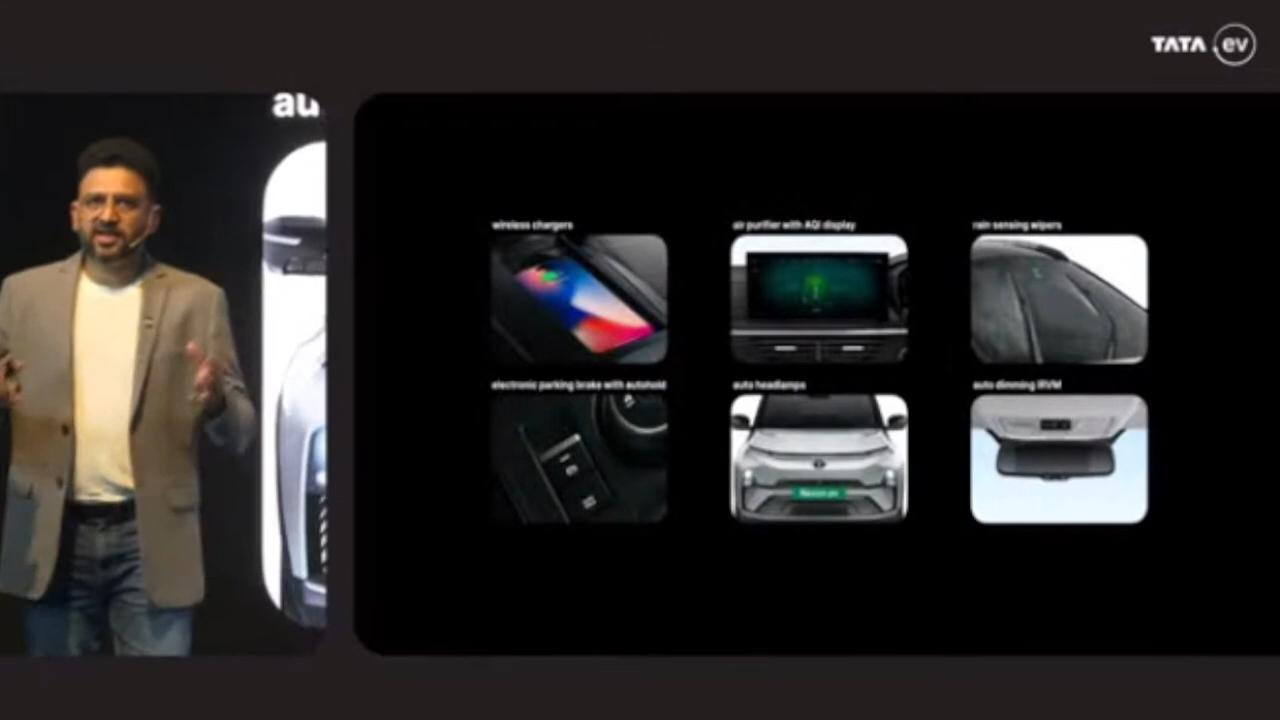 TATA .ev
au
wireless chargers
air purifier with AQI display
rain sensing wipers
electronic parking brake with autohold
auto headlamps
auto dimming IRVM